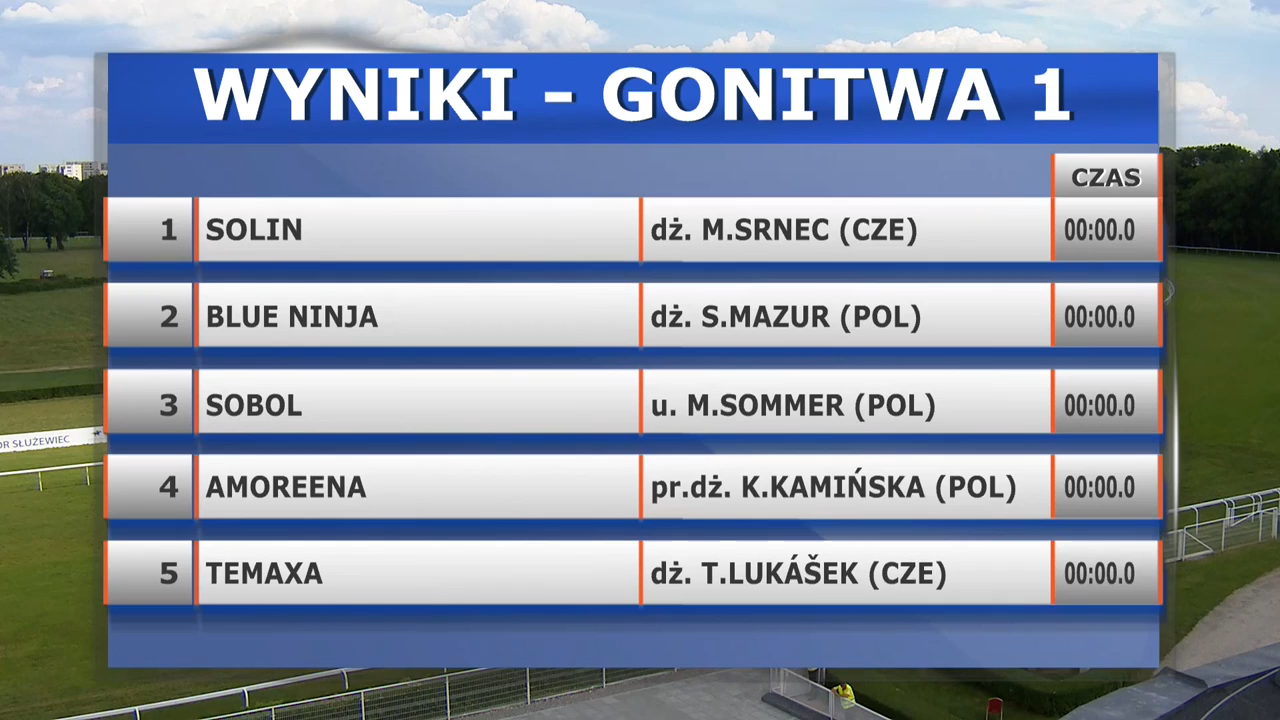 WYNIKI - GONITWA 1
CZAS
1 SOLIN dż. M.SRNEC (CZE) 00:00.0
2 BLUE NINJA dż. S.MAZUR (POL) 00:00.0
3 SOBOL u. M.SOMMER (POL) 00:00.0
4 AMOREENA pr.dż. K.KAMIŃSKA (POL) 00:00.0
5 TEMAXA dż. T.LUKÁŠEK (CZE) 00:00.0
OR SŁUŻEWIEC